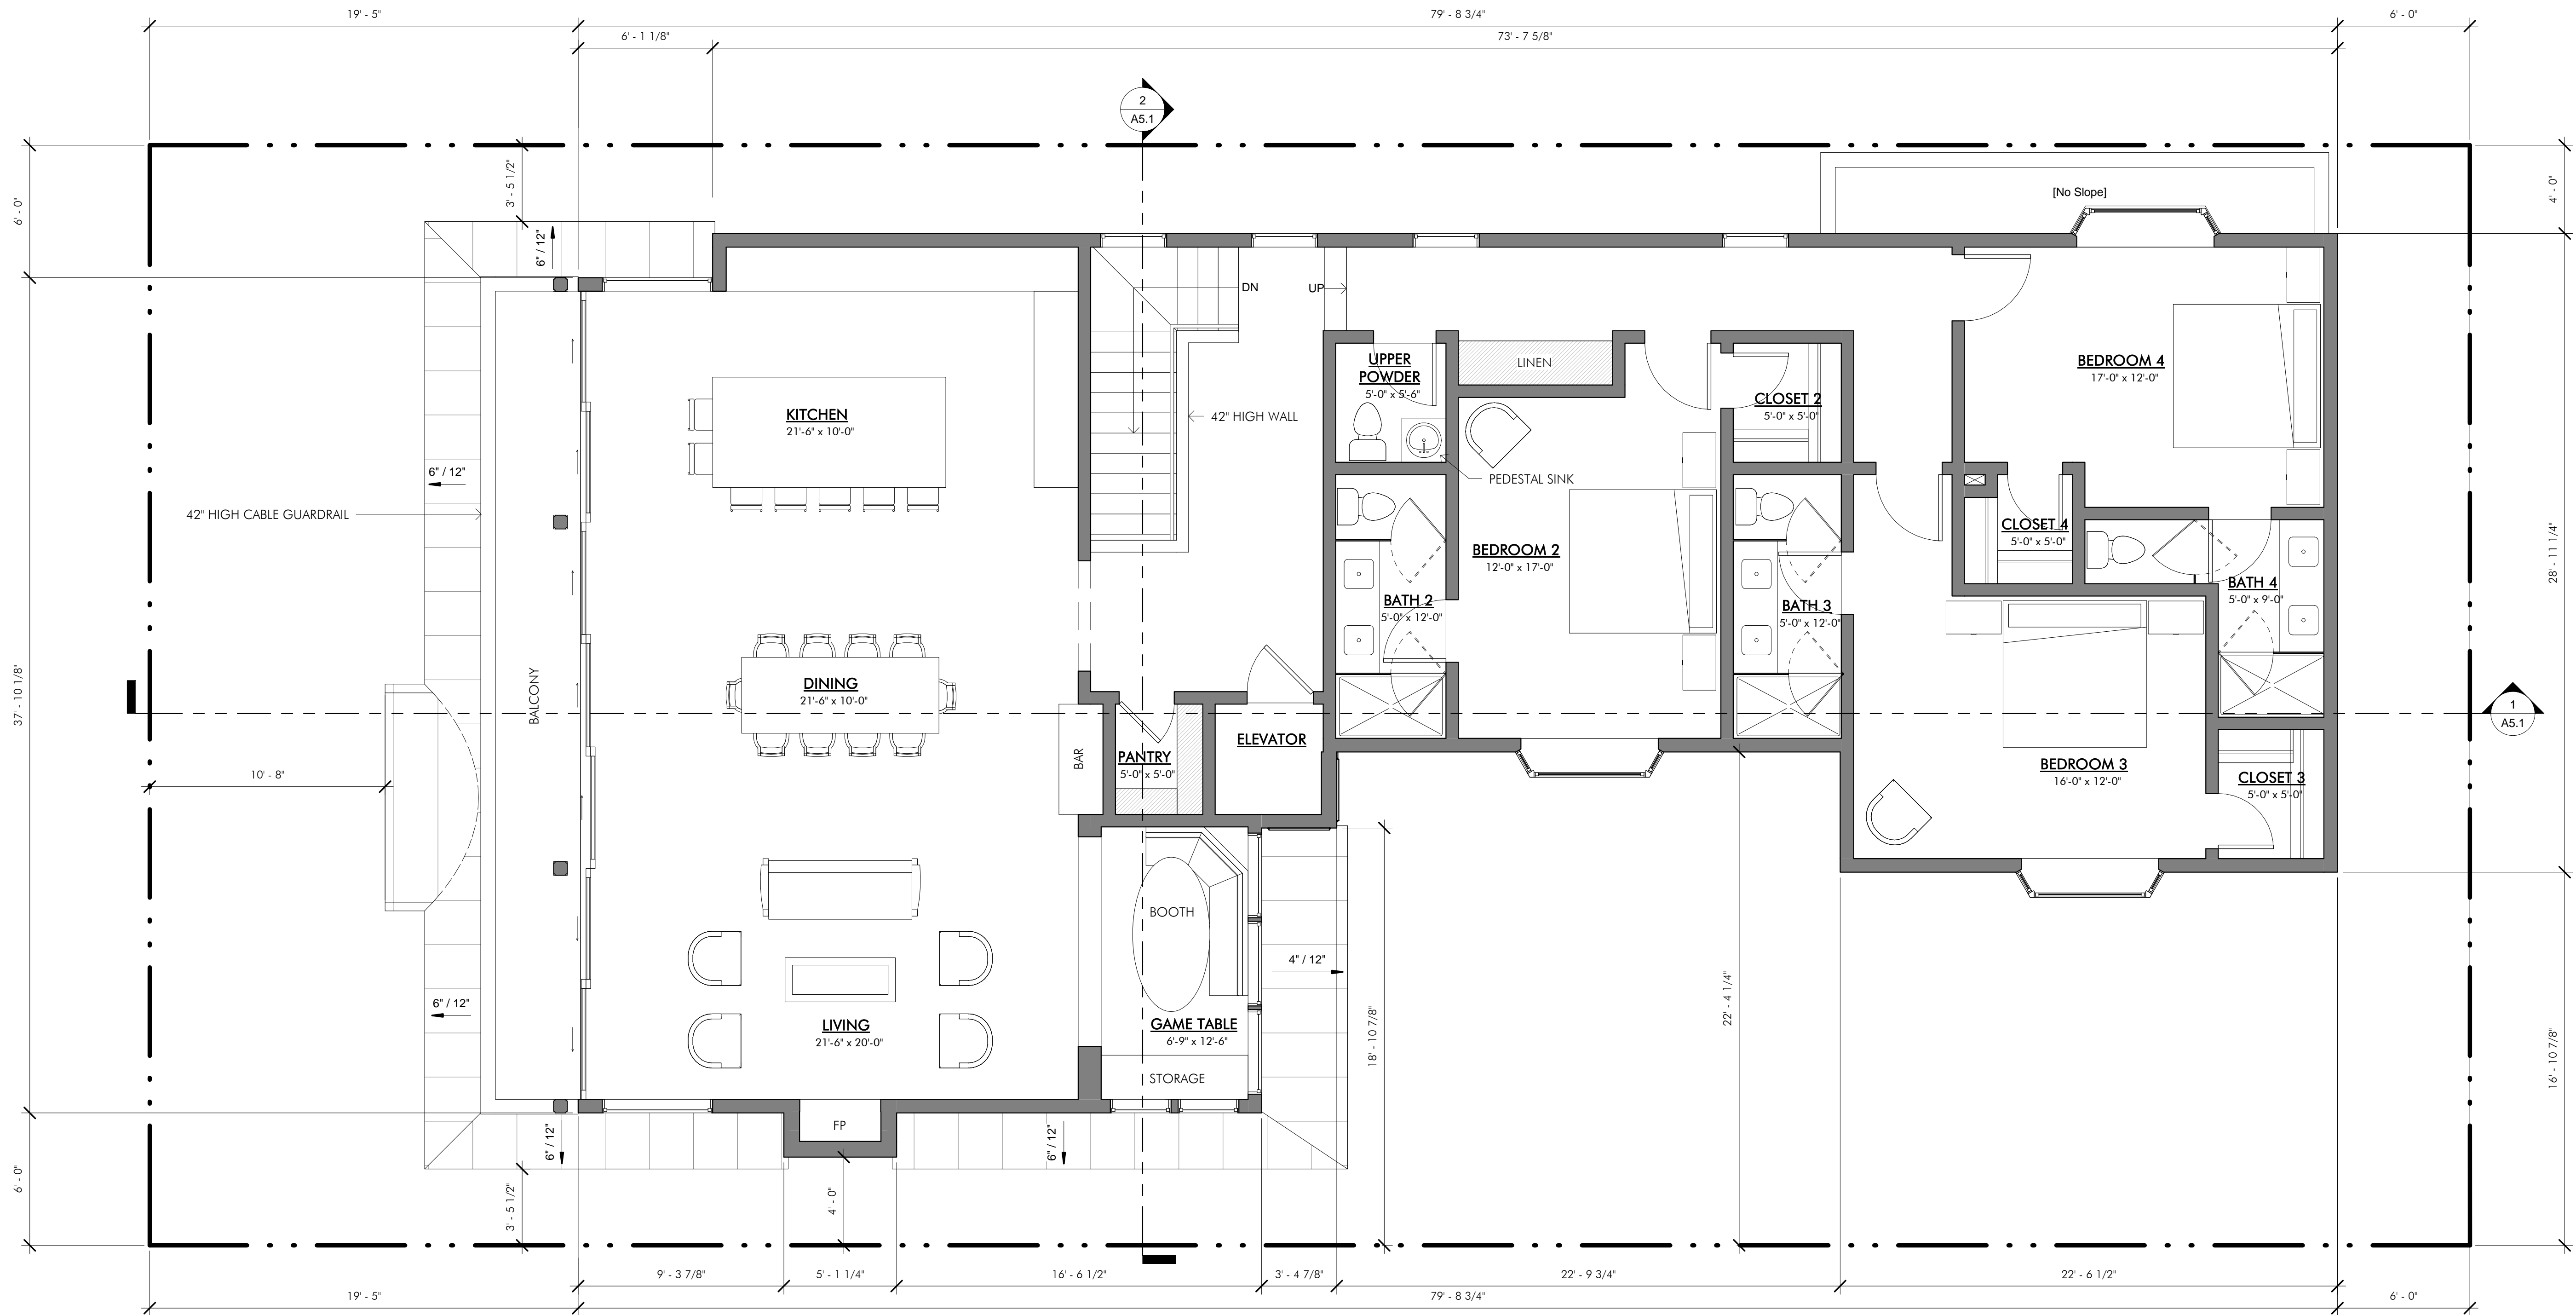 19' - 5"
79' - 8 3/4"
6' - 0"
6' - 1 1/8"
73' - 7 5/8"
2
A5.1
6' - 0"
3' - 5 1/2"
4' - 0"
[No Slope]
6" / 12"
DN
UP
UPPER
POWDER
5'-0" x 5'-6"
LINEN
BEDROOM 4
17'-0" x 12'-0"
KITCHEN
21'-6" x 10'-0"
42" HIGH WALL
CLOSET 2
5'-0" x 5'-0"
6" / 12"
PEDESTAL SINK
42" HIGH CABLE GUARDRAIL
CLOSET 4
5'-0" x 5'-0"
28' - 11 1/4"
BEDROOM 2
12'-0" x 17'-0"
BATH 4
5'-0" x 9'-0"
BATH 2
5'-0" x 12'-0"
BATH 3
5'-0" x 12'-0"
37' - 10 1/8"
BALCONY
DINING
21'-6" x 10'-0"
1
A5.1
ELEVATOR
BAR
PANTRY
5'-0" x 5'-0"
BEDROOM 3
16'-0" x 12'-0"
CLOSET 3
5'-0" x 5'-0"
10' - 8"
BOOTH
4" / 12"
6" / 12"
22' - 4 1/4"
18' - 10 7/8"
16' - 10 7/8"
LIVING
21'-6" x 20'-0"
GAME TABLE
6'-9" x 12'-6"
STORAGE
FP
6" / 12"
6" / 12"
6' - 0"
3' - 5 1/2"
4' - 0"
9' - 3 7/8"
5' - 1 1/4"
16' - 6 1/2"
3' - 4 7/8"
22' - 9 3/4"
22' - 6 1/2"
19' - 5"
79' - 8 3/4"
6' - 0"